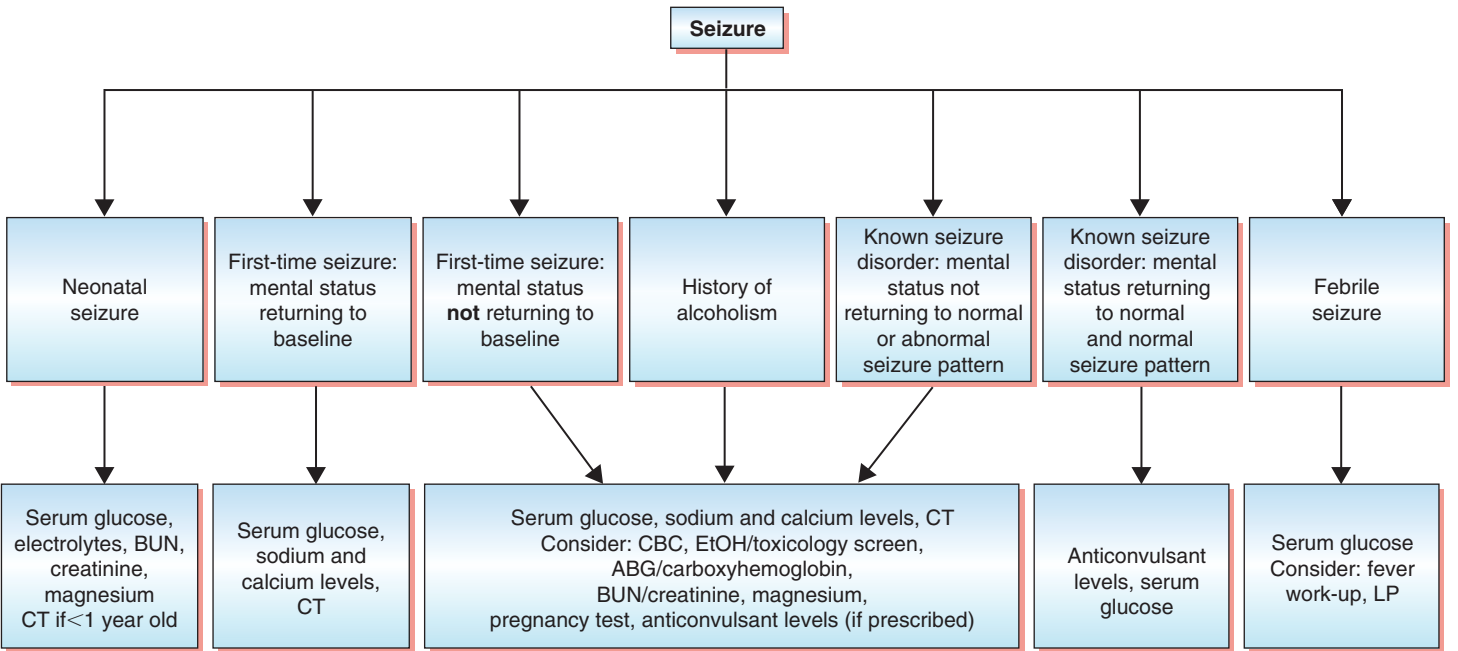 Seizure
Neonatal
seizure
First-time seizure:
mental status
returning to
baseline
First-time seizure:
mental status
not returning to
baseline
History of
alcoholism
Known seizure
disorder: mental
status not
returning to normal
or abnormal
seizure pattern
Known seizure
disorder: mental
status returning
to normal
and normal
seizure pattern
Febrile
seizure
Serum glucose,
electrolytes, BUN,
creatinine,
magnesium
CT if<1 year old
Serum glucose,
sodium and
calcium levels,
CT
Serum glucose, sodium and calcium levels, CT
Consider: CBC, EtOH/toxicology screen,
ABG/carboxyhemoglobin,
BUN/creatinine, magnesium,
pregnancy test, anticonvulsant levels (if prescribed)
Anticonvulsant
levels, serum
glucose
Serum glucose
Consider: fever
work-up, LP